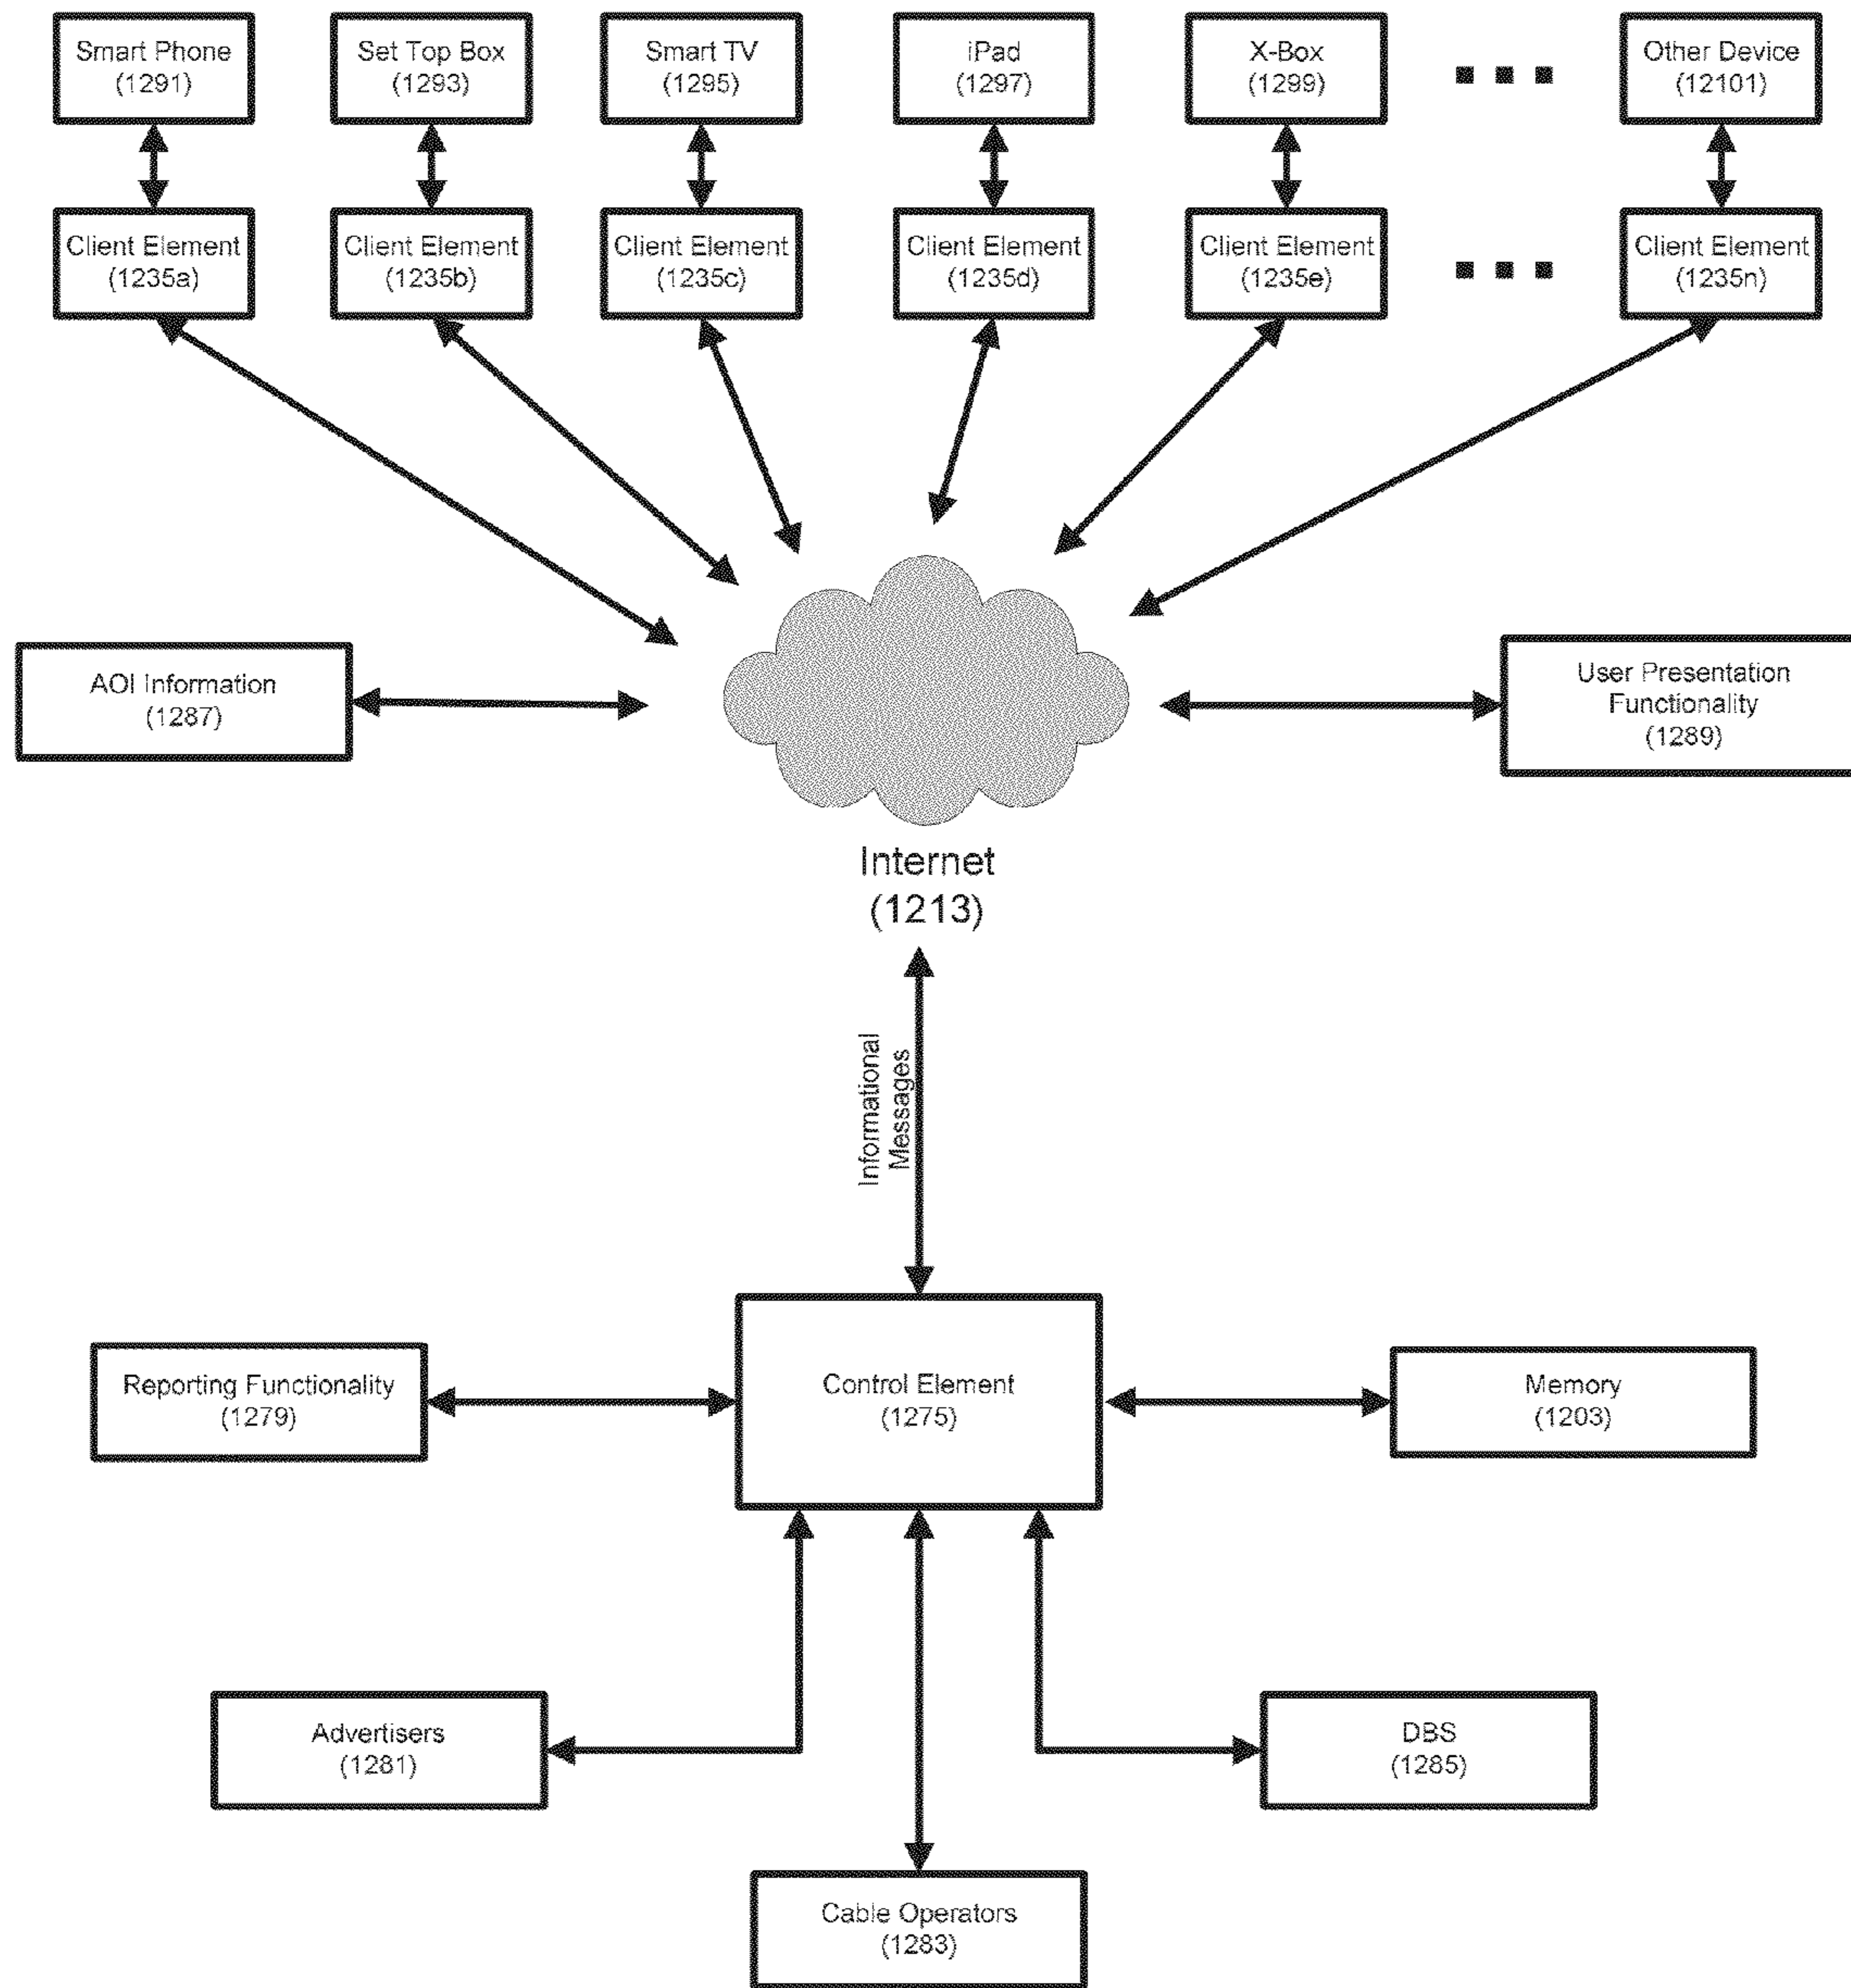 Smart Phone
(1291)
Set Top Box
(1293)
Smart TV
(1295)
iPad
(1297)
X-Box
(1299)
Other Device
(12101)
Client Element
(1235a)
Client Element
(1235b)
Client Element
(1235c)
Client Element
(1235d)
Client Element
(1235e)
Client Element
(1235n)
AOI Information
(1287)
User Presentation
Functionality
(1289)
Internet
(1213)
Informational
Messages
Reporting Functionality
(1279)
Control Element
(1275)
Memory
(1203)
Advertisers
(1281)
DBS
(1285)
Cable Operators
(1283)